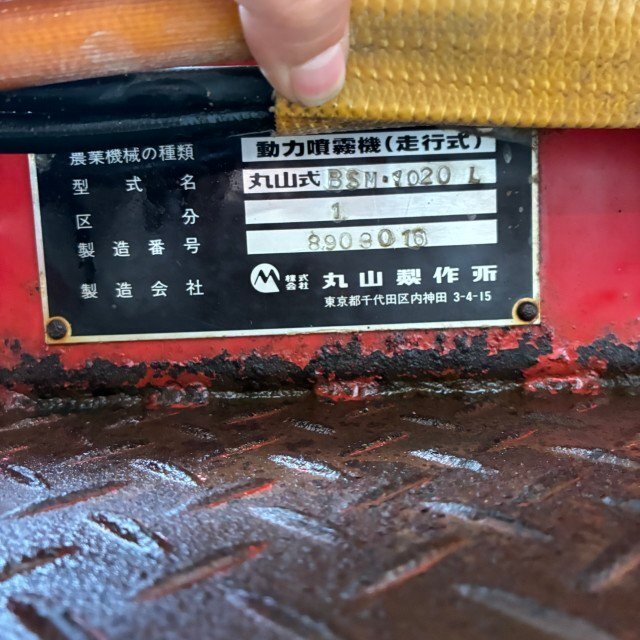 農業機械の種類 動力噴霧機(走行式)
型式名 丸山式 BSM-1020 L
区分 1
製造番号 8909016
製造会社 株式会社 丸山製作所
東京都千代田区内神田 3-4-15